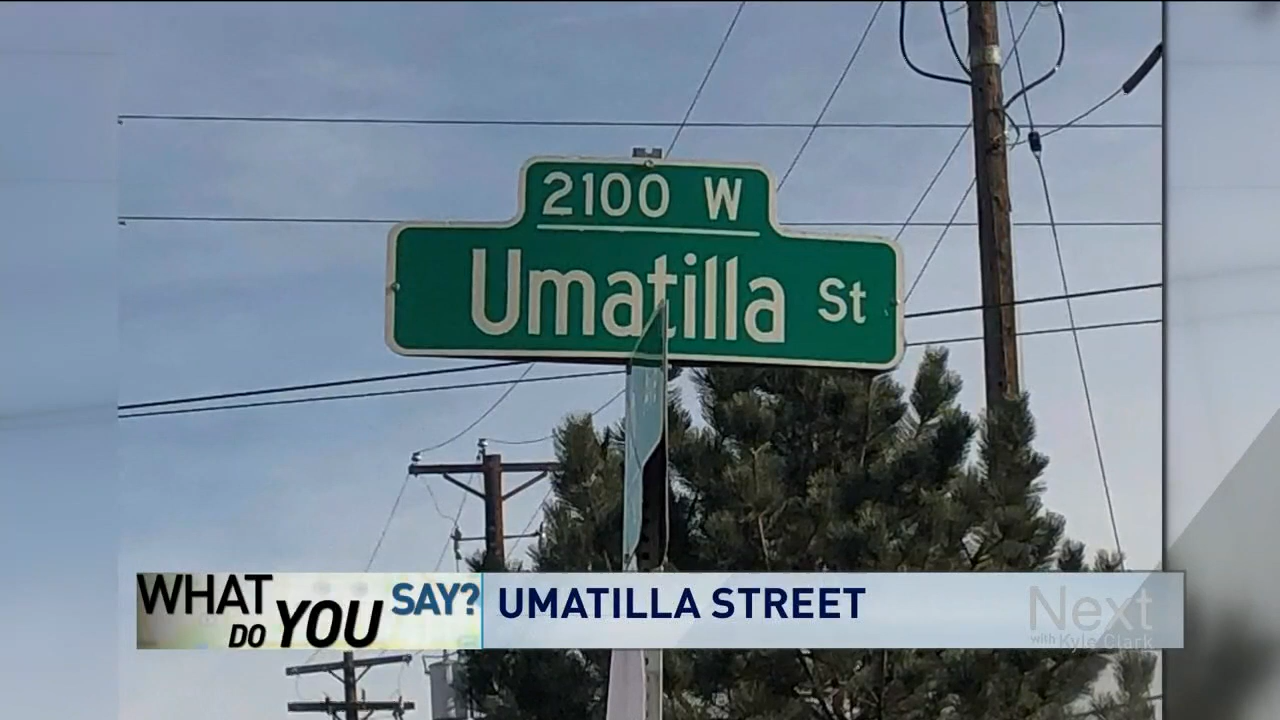 2100 W
Umatilla St
WHAT DO YOU SAY?
UMATILLA STREET
Next
with Kyle Clark